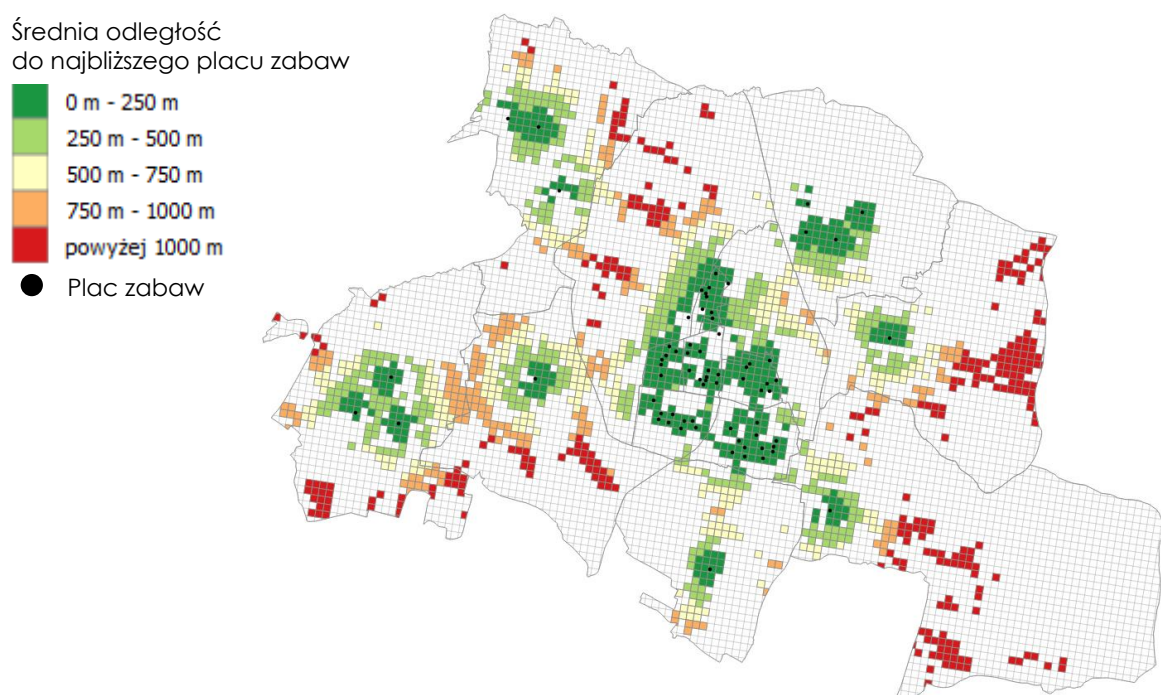 Średnia odległość
do najbliższego placu zabaw
0 m - 250 m
250 m - 500 m
500 m - 750 m
750 m - 1000 m
powyżej 1000 m
Plac zabaw